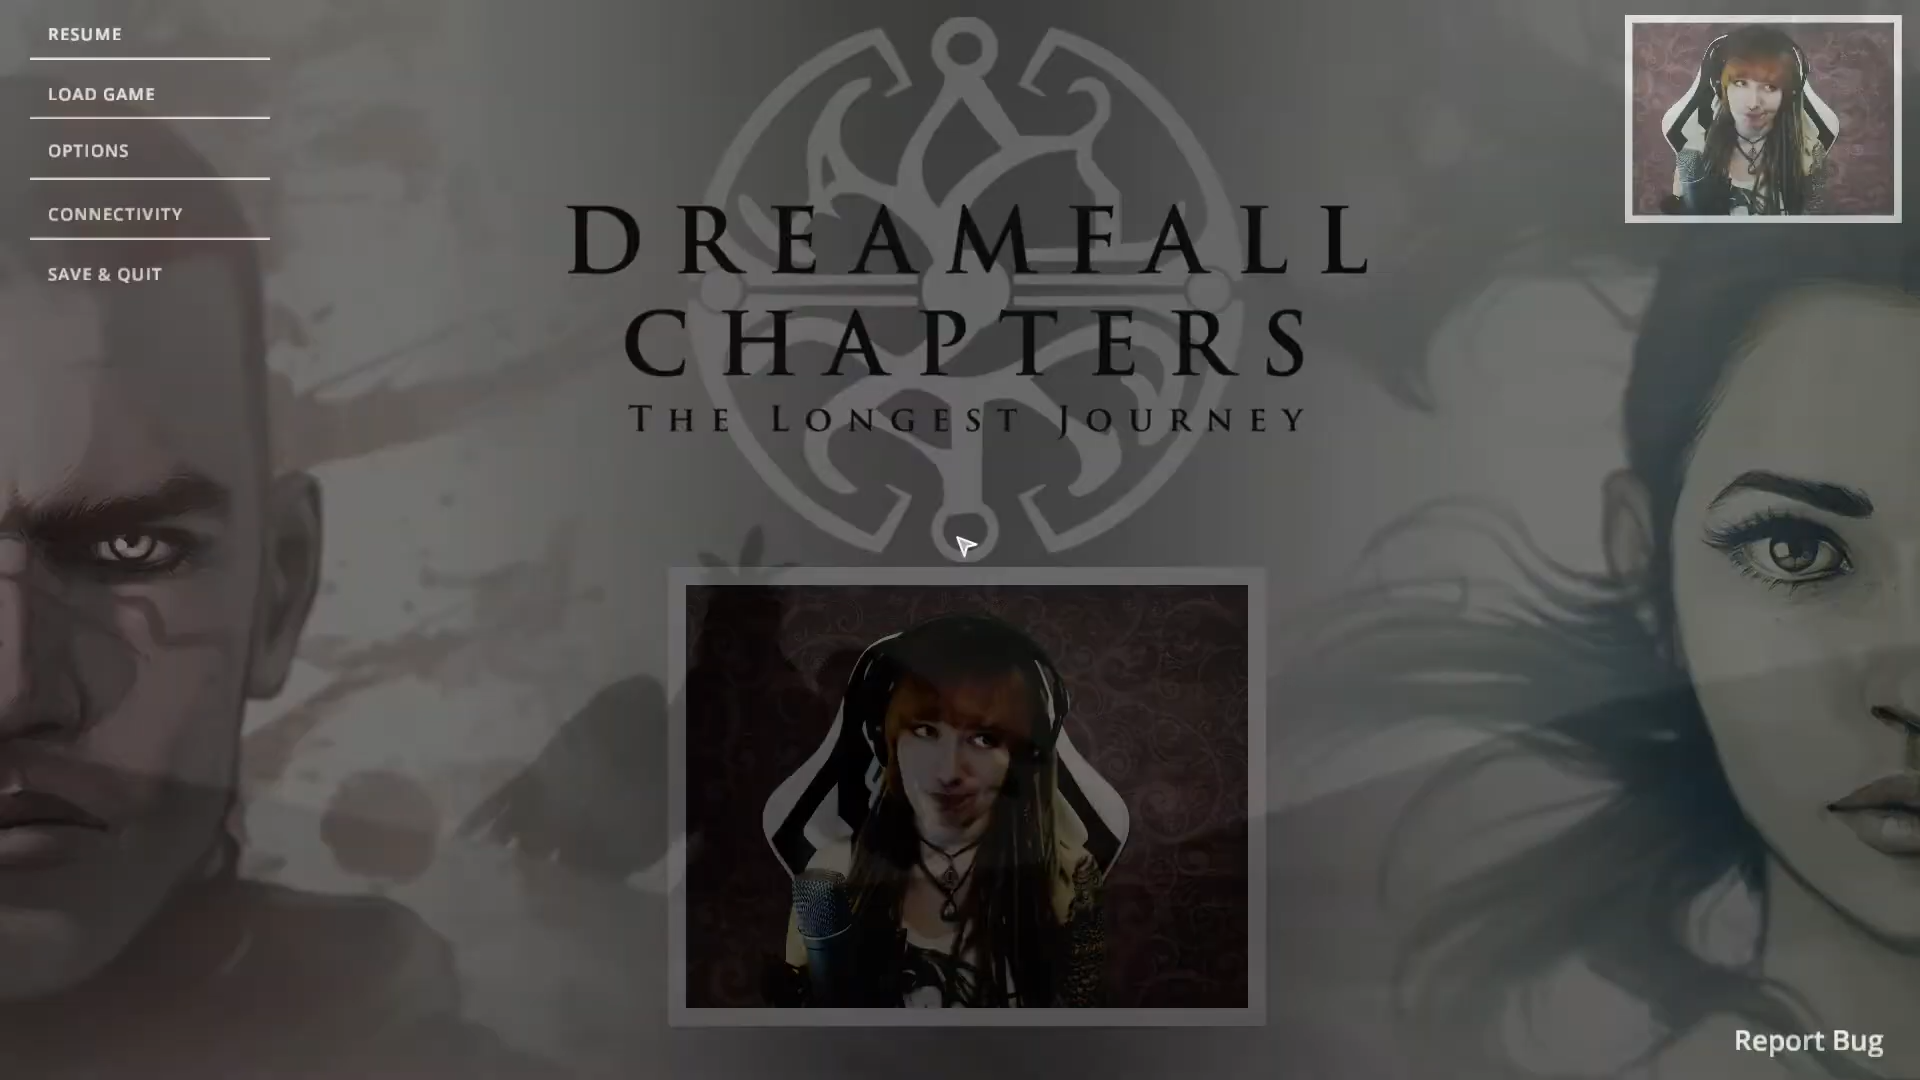 RESUME
LOAD GAME
OPTIONS
CONNECTIVITY
SAVE & QUIT
DREAMFALL
CHAPTERS
THE LONGEST JOURNEY
Report Bug